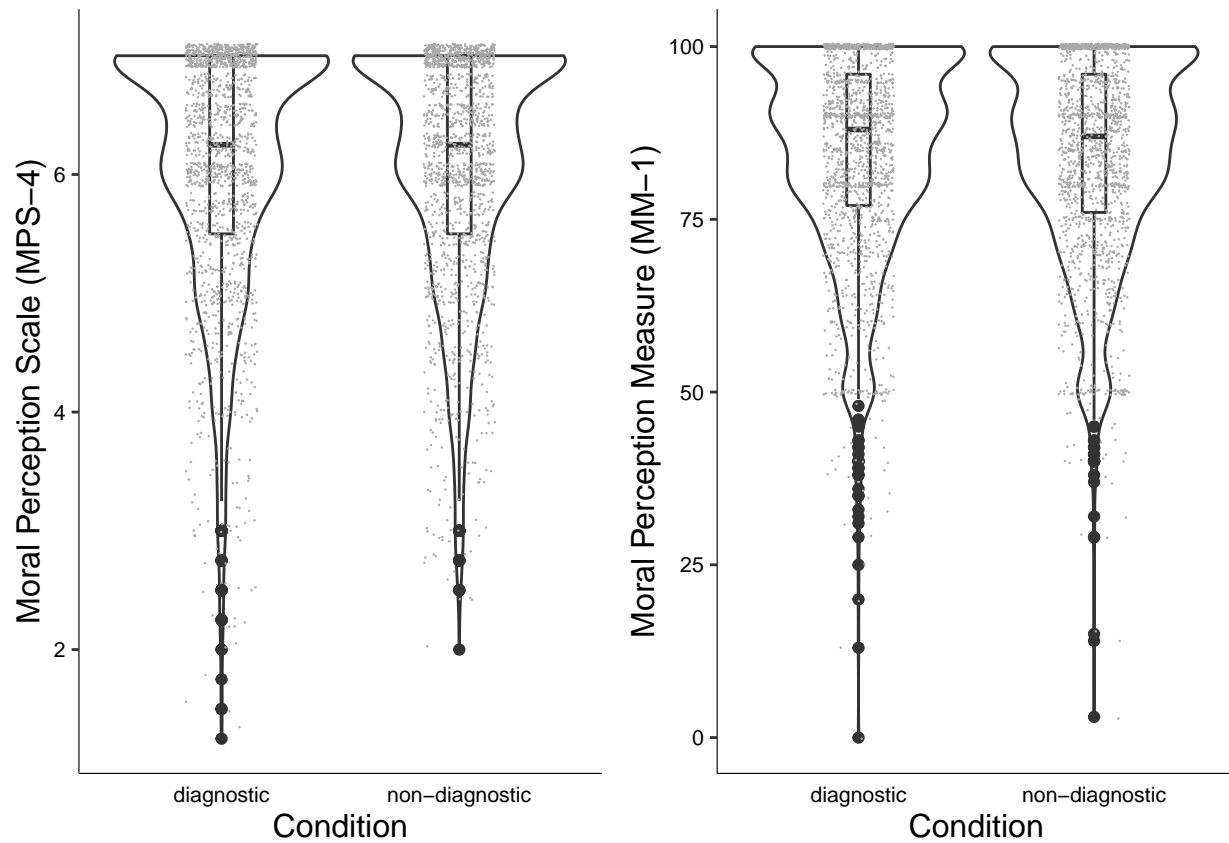 Moral Perception Scale (MPS−4)
6
4
2
diagnostic
non−diagnostic
Condition
Moral Perception Measure (MM−1)
100
75
50
25
0
diagnostic
non−diagnostic
Condition